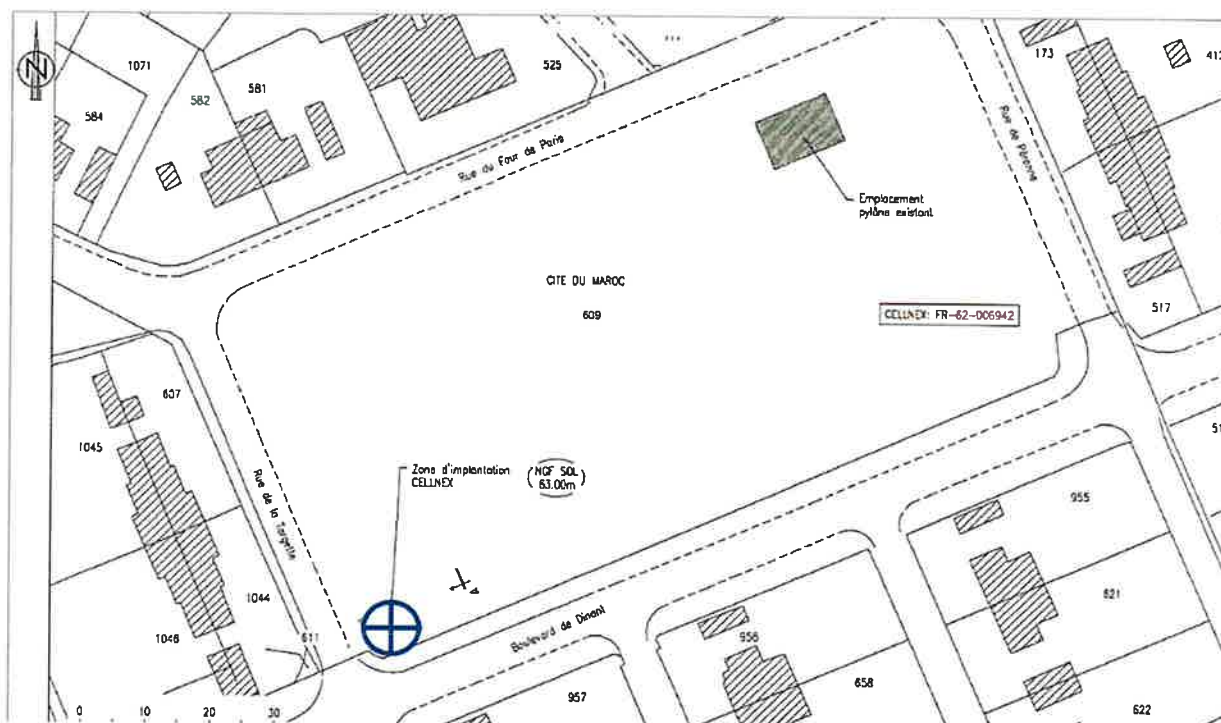 N
1071
582
581
525
173
413
584
Rue du Four de Paris
Rue de Péronne
Emplacement
pylône existant
CITE DU MAROC
609
CELLNEX: FR-62-006942
517
637
1045
Zone d'implantation
CELLNEX
(NGF SOL)
63.00m
Rue de la Targette
955
1044
1046
611
Boulevard de Dinant
956
621
957
658
622
0 10 20 30